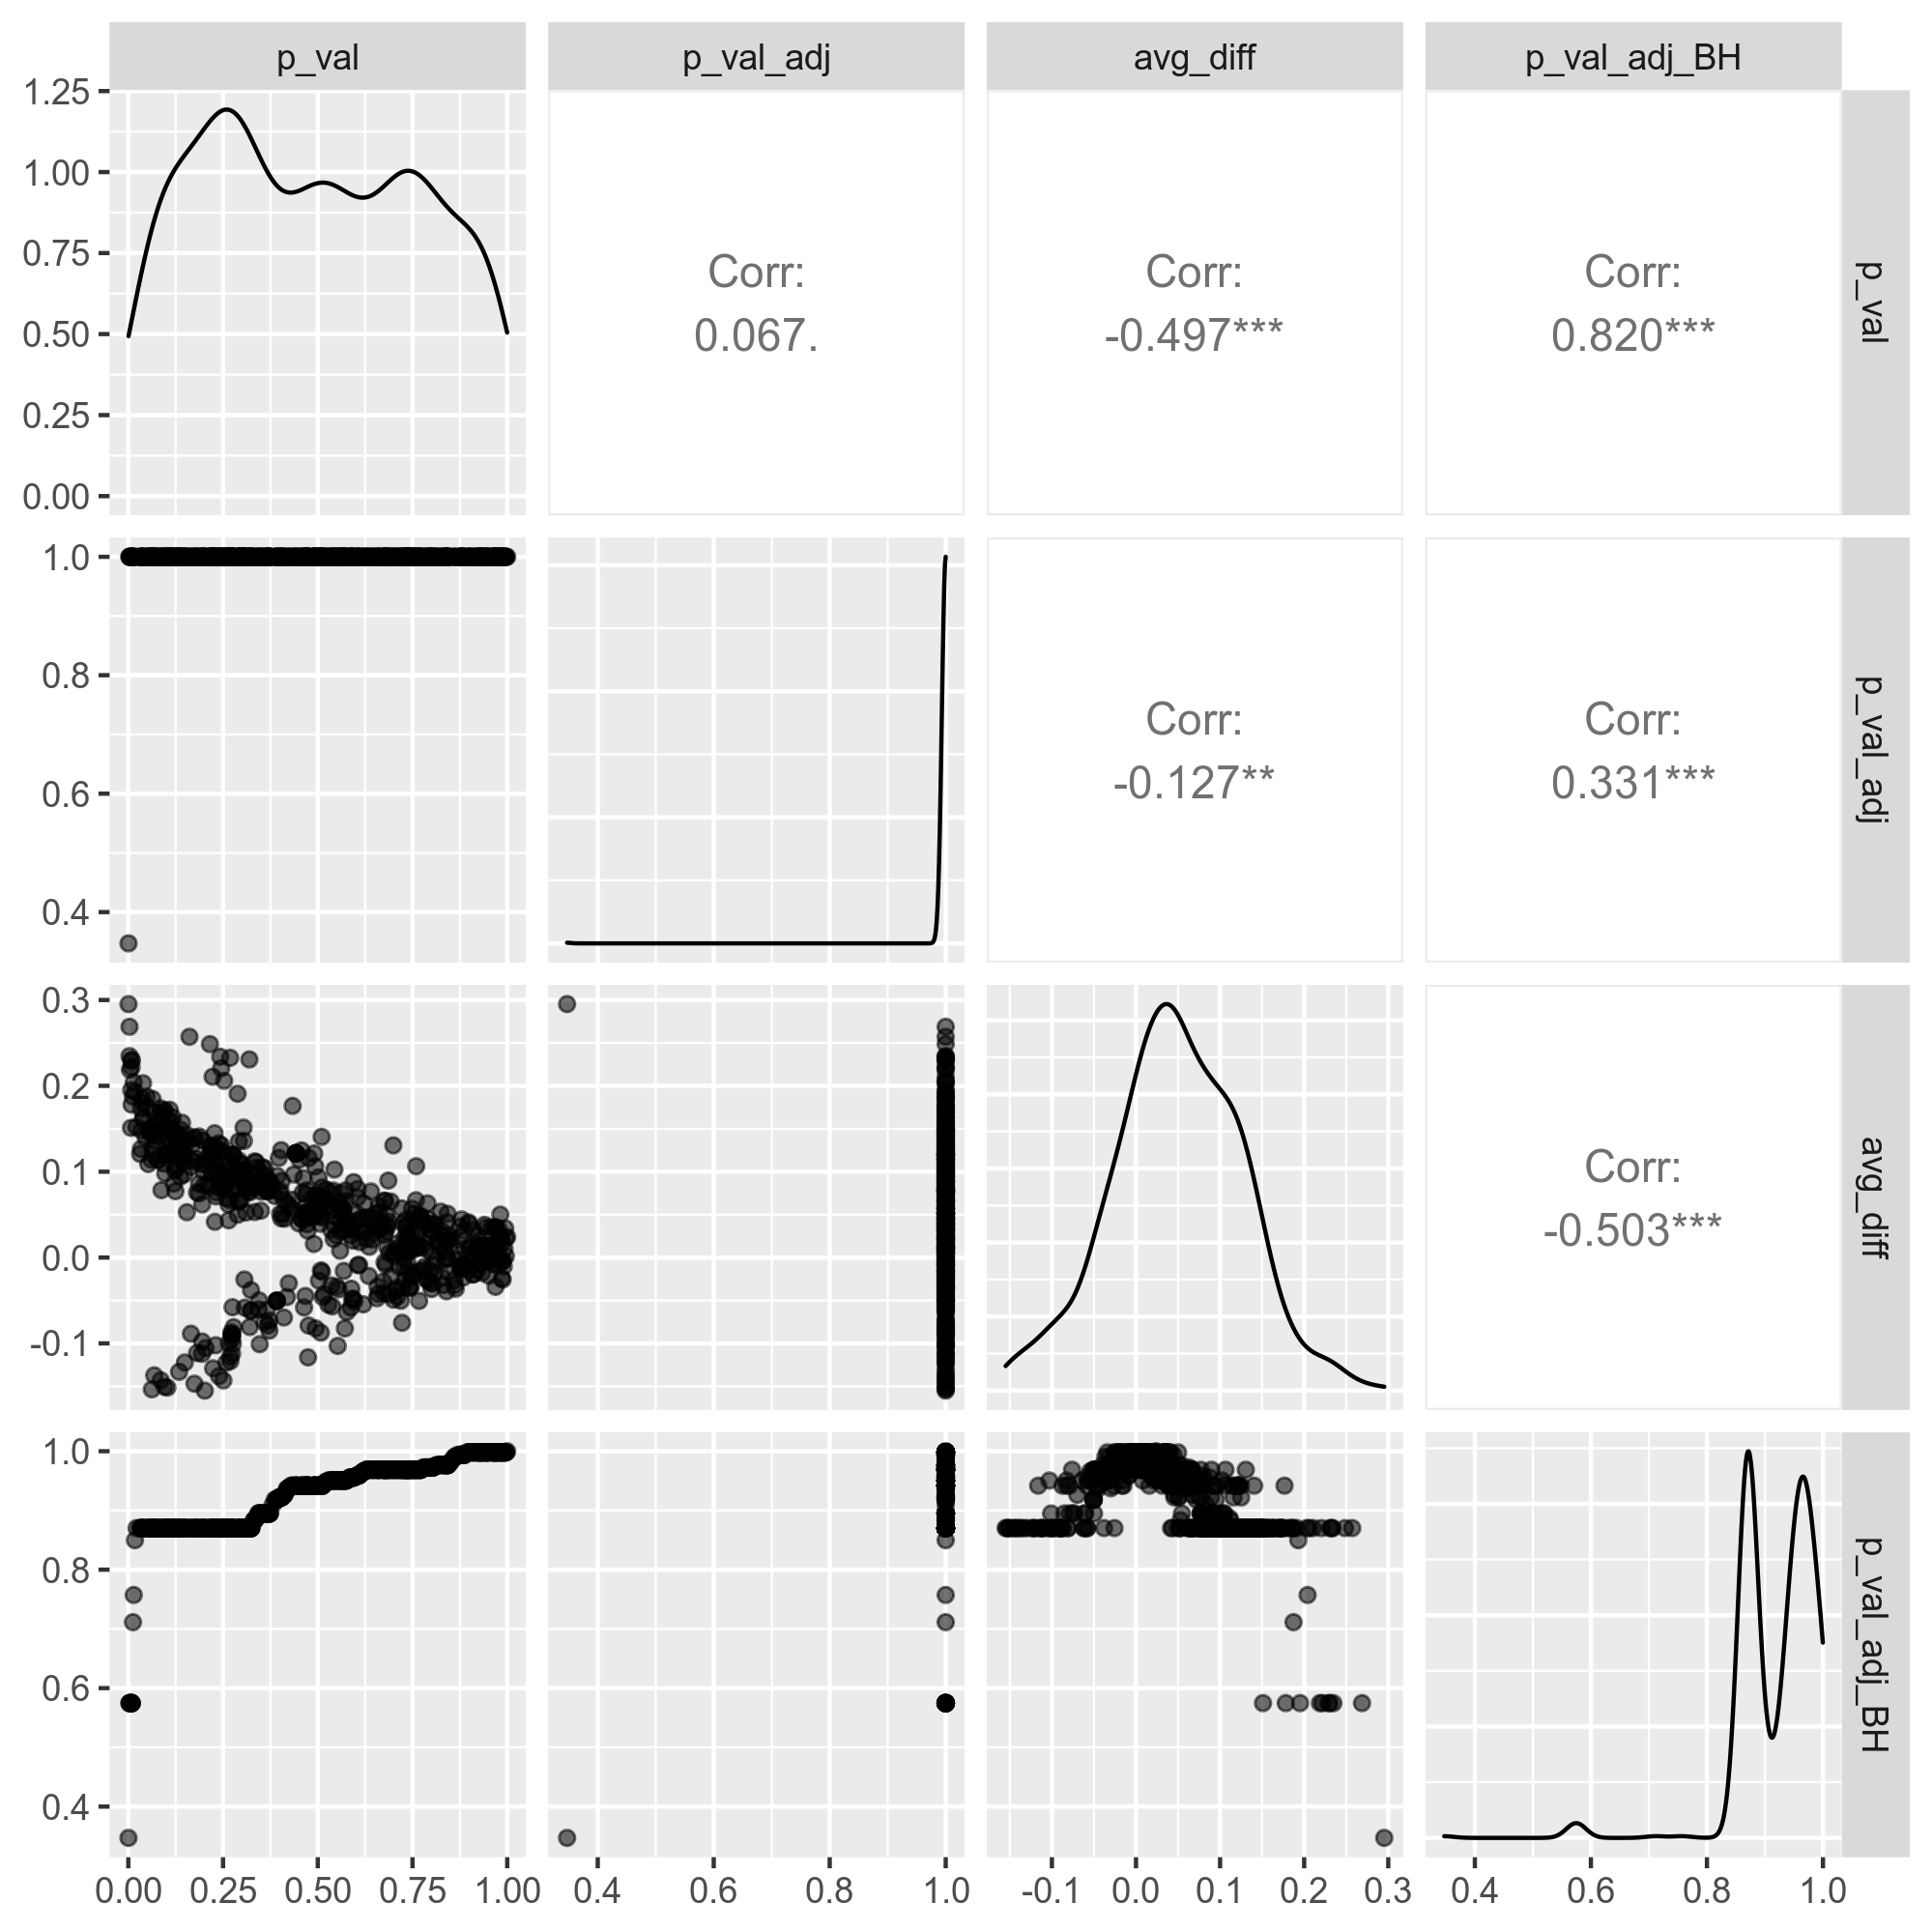 p_val
p_val_adj
avg_diff
p_val_adj_BH
1.25
1.00
0.75
0.50
0.25
0.00
Corr:
0.067.
Corr:
-0.497***
Corr:
0.820***
p_val
1.0
0.8
0.6
0.4
Corr:
-0.127**
Corr:
0.331***
p_val_adj
0.3
0.2
0.1
0.0
-0.1
Corr:
-0.503***
avg_diff
1.0
0.8
0.6
0.4
p_val_adj_BH
0.00 0.25 0.50 0.75 1.00
0.4 0.6 0.8 1.0
-0.1 0.0 0.1 0.2 0.3
0.4 0.6 0.8 1.0